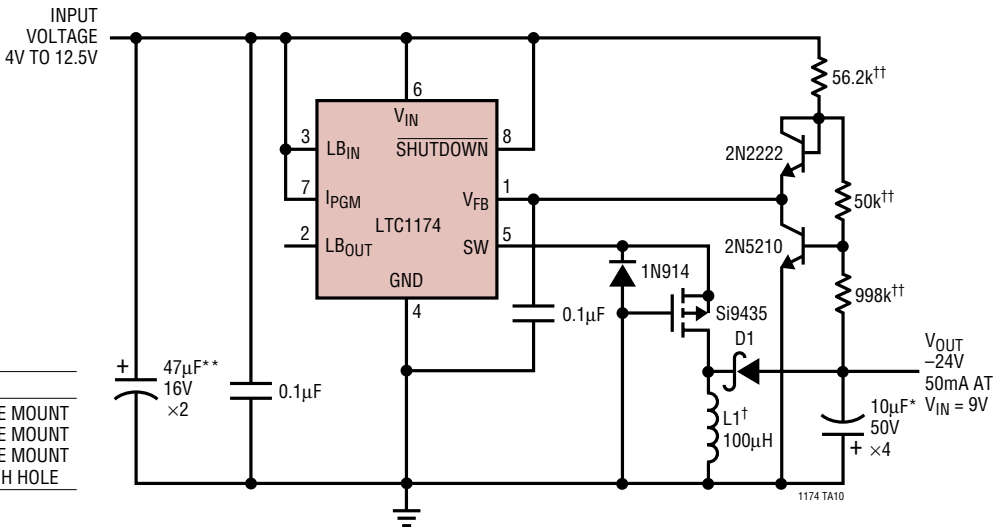 INPUT
VOLTAGE
4V TO 12.5V
6
VIN
3
LBIN
SHUTDOWN
8
7
IPGM
VFB
1
LTC1174
2
LBOUT
SW
5
GND
4
56.2k††
2N2222
50k††
2N5210
998k††
1N914
Si9435
0.1µF
D1
VOUT
–24V
50mA AT
VIN = 9V
+
47µF**
16V
×2
0.1µF
L1†
100µH
10µF*
50V
+
×4
E MOUNT
E MOUNT
E MOUNT
H HOLE
1174 TA10